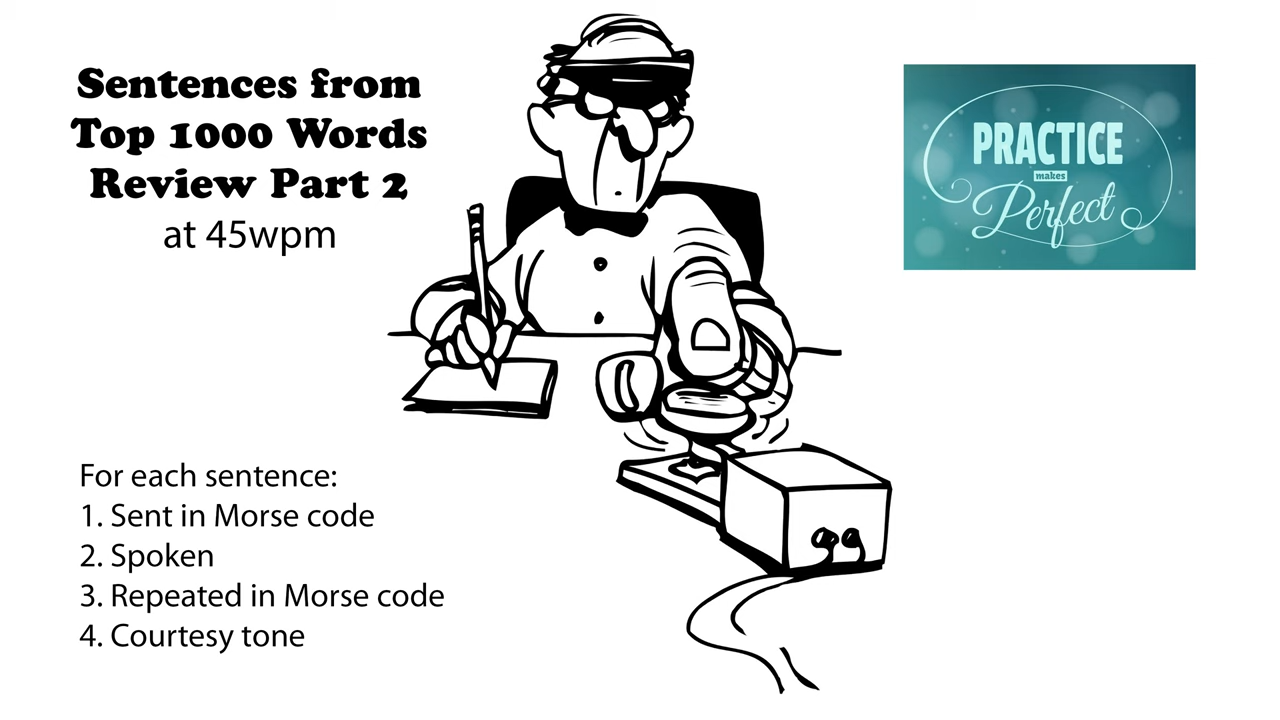 Sentences from
Top 1000 Words
Review Part 2
at 45wpm
PRACTICE
makes
Perfect
For each sentence:
1. Sent in Morse code
2. Spoken
3. Repeated in Morse code
4. Courtesy tone